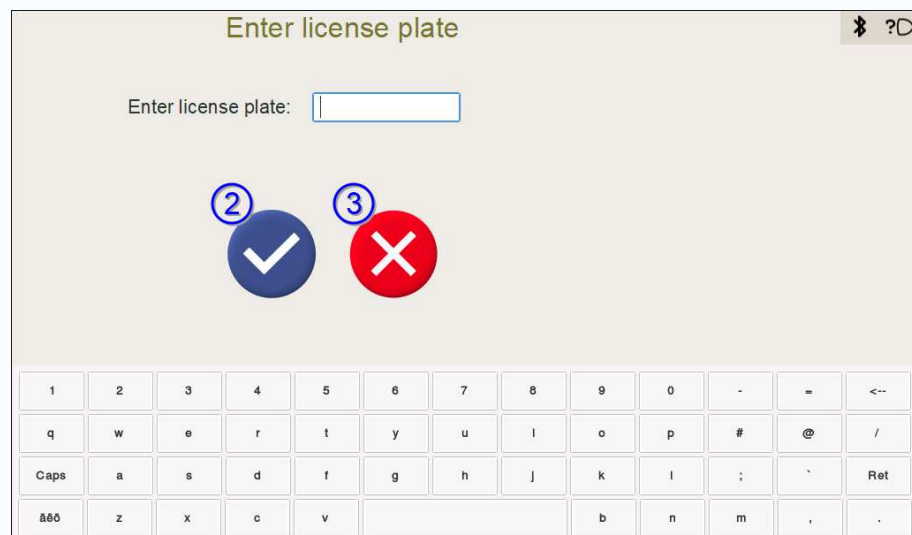 Enter license plate
?
Enter license plate:
2 3
1 2 3 4 5 6 7 8 9 0 - = <--
q w e r t y u i o p # @ /
Caps a s d f g h j k l ; ` Ret
âêõ z x c v b n m , .